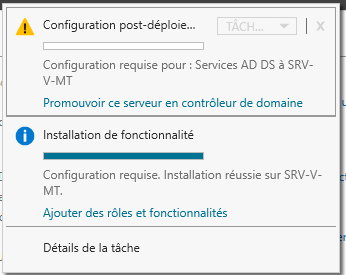 Configuration post-déploie...
TÂCH...
X
Configuration requise pour : Services AD DS à SRV-
V-MT
Promouvoir ce serveur en contrôleur de domaine
Installation de fonctionnalité
Configuration requise. Installation réussie sur SRV-V-
MT.
Ajouter des rôles et fonctionnalités
Détails de la tâche